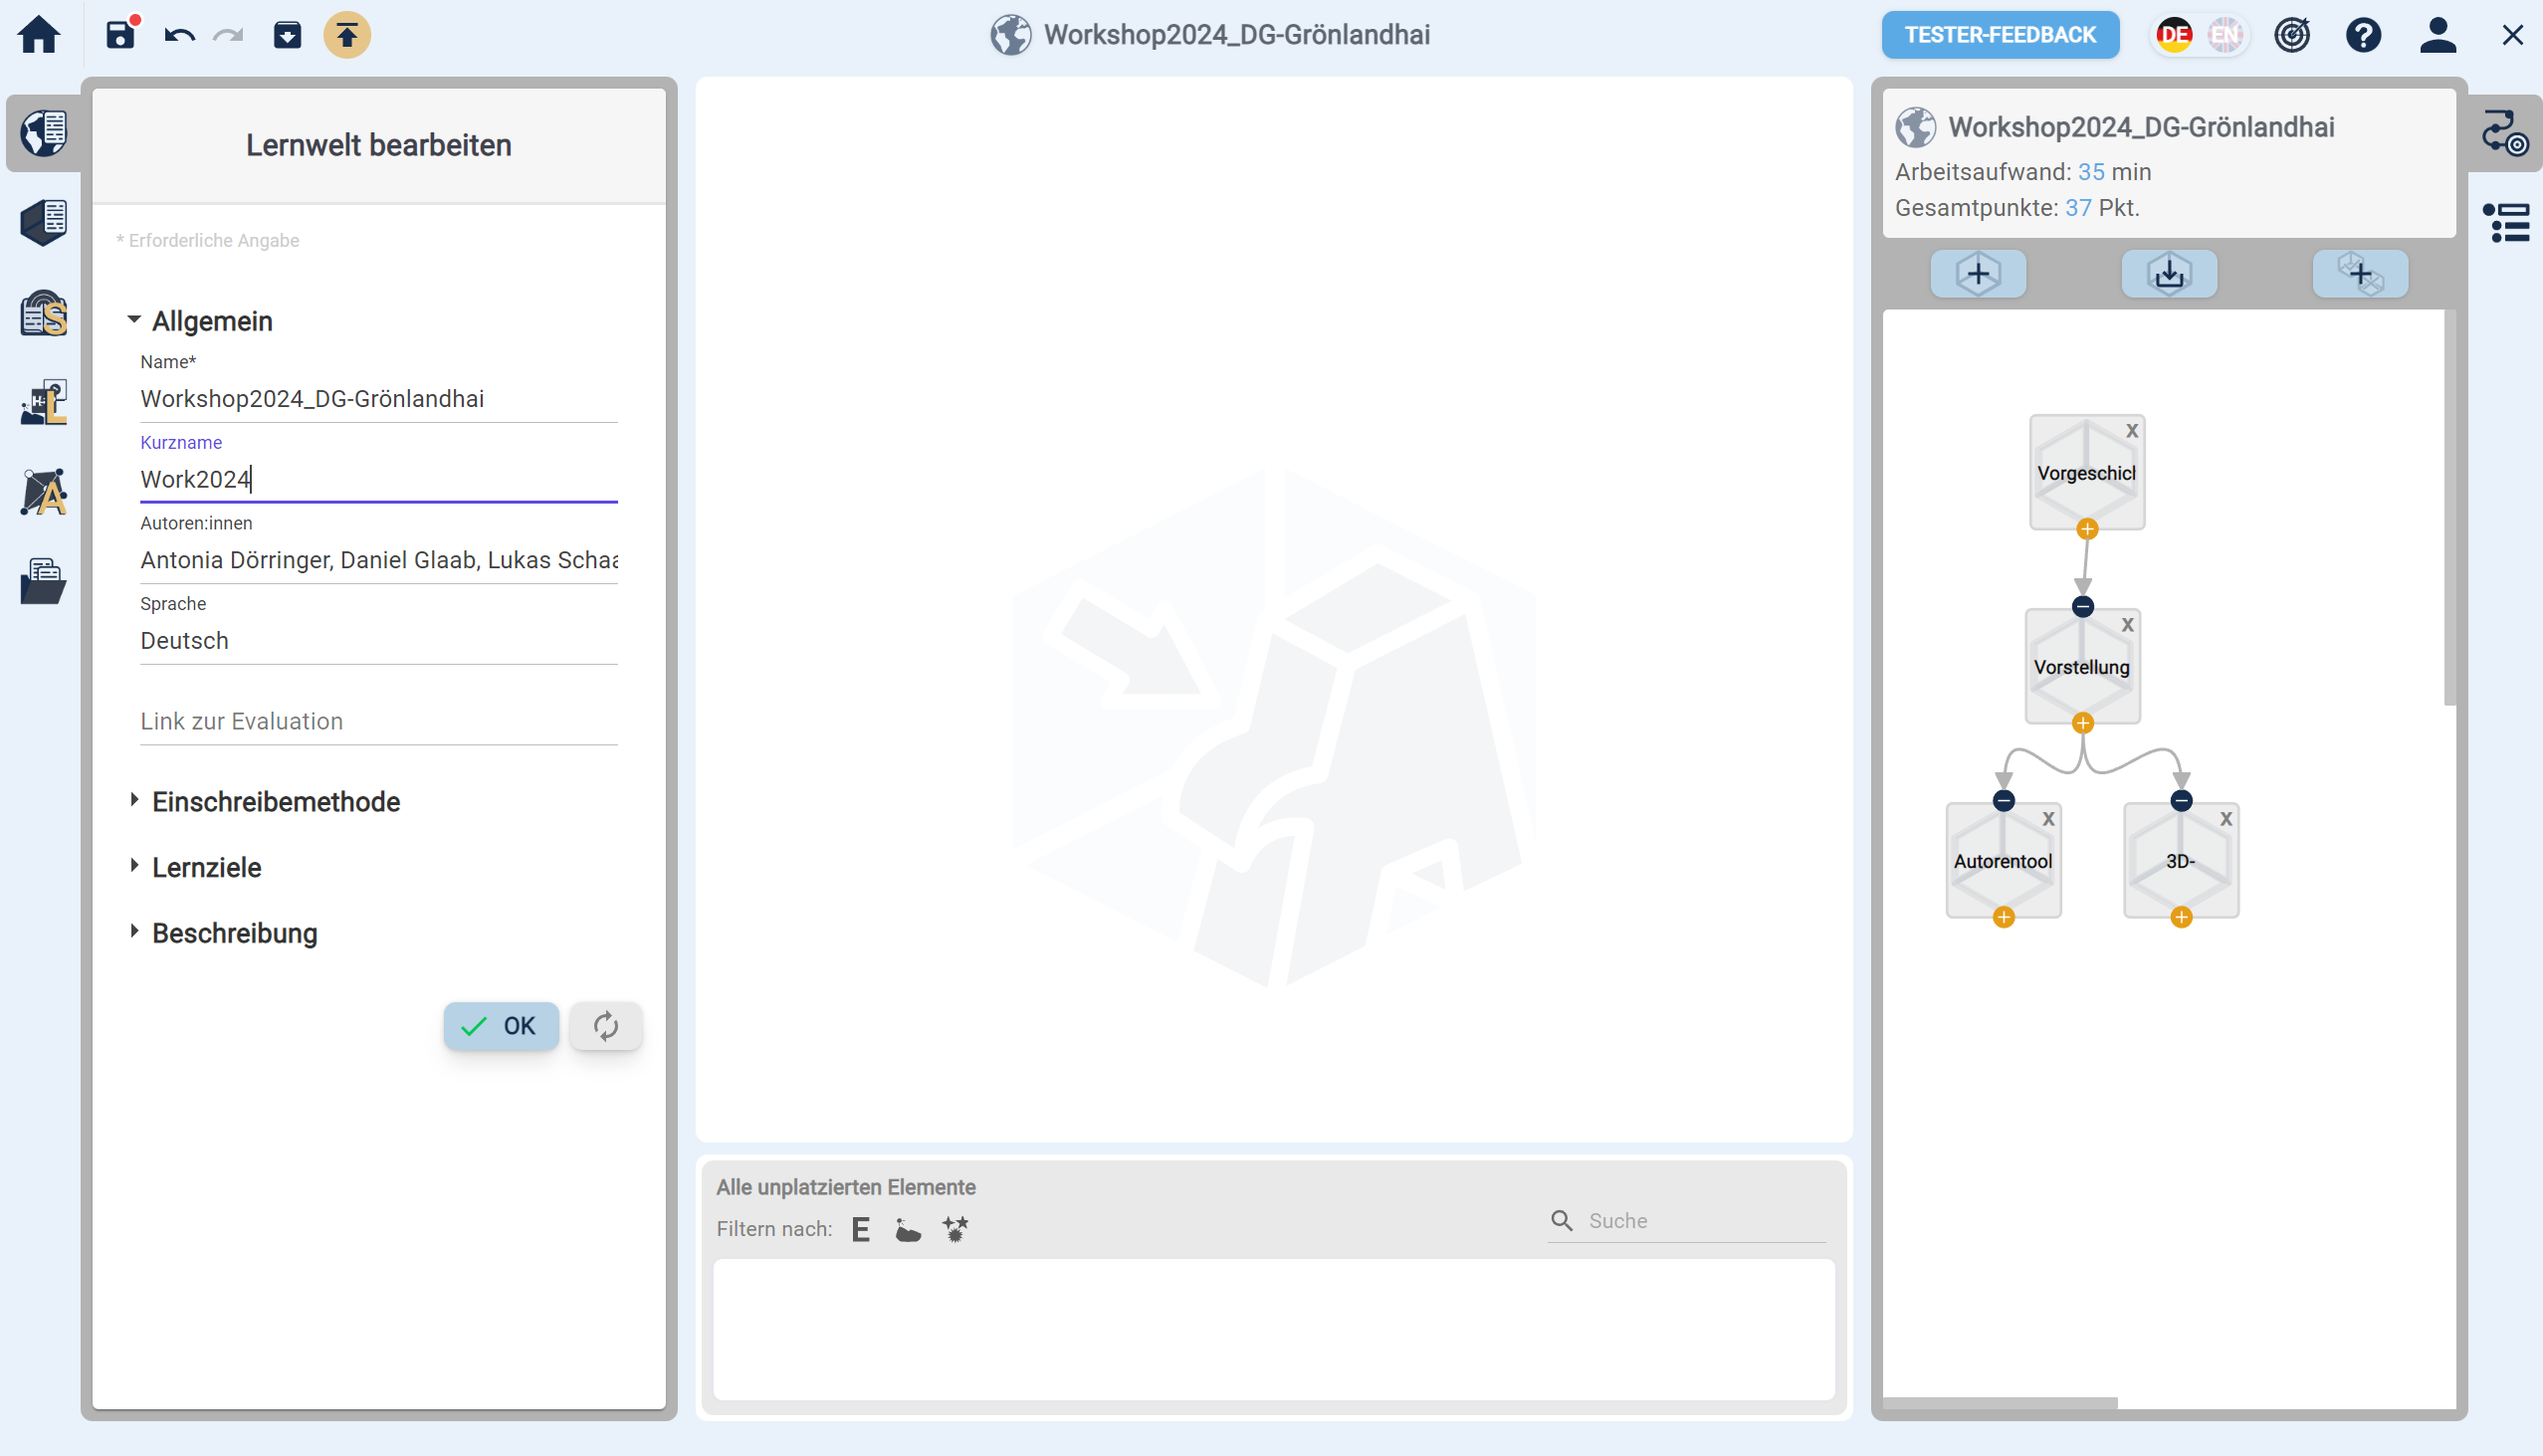 Workshop2024_DG-Grönlandhai
TESTER-FEEDBACK
DE
EN
Lernwelt bearbeiten
* Erforderliche Angabe
Allgemein
Name*
Workshop2024_DG-Grönlandhai
Kurzname
Work2024
Autoren:innen
Antonia Dörringer, Daniel Glaab, Lukas Schaa
Sprache
Deutsch
Link zur Evaluation
Einschreibemethode
Lernziele
Beschreibung
OK
S
L
A
Alle unplatzierten Elemente
Filtern nach: E
Suche
Workshop2024_DG-Grönlandhai
Arbeitsaufwand: 35 min
Gesamtpunkte: 37 Pkt.
X
Vorgeschicl
X
Vorstellung
X
Autorentool
X
3D-